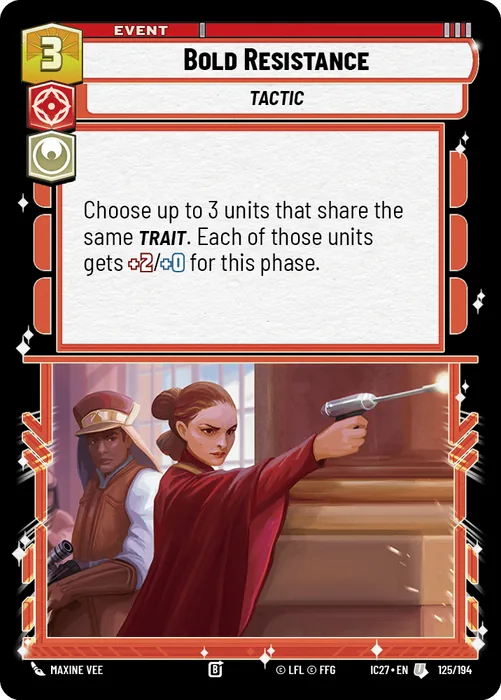 EVENT
3
BOLD RESISTANCE
TACTIC
Choose up to 3 units that share the
same TRAIT. Each of those units
gets +2/+0 for this phase.
MAXINE VEE
B
© LFL © FFG
IC27 • EN
125/194